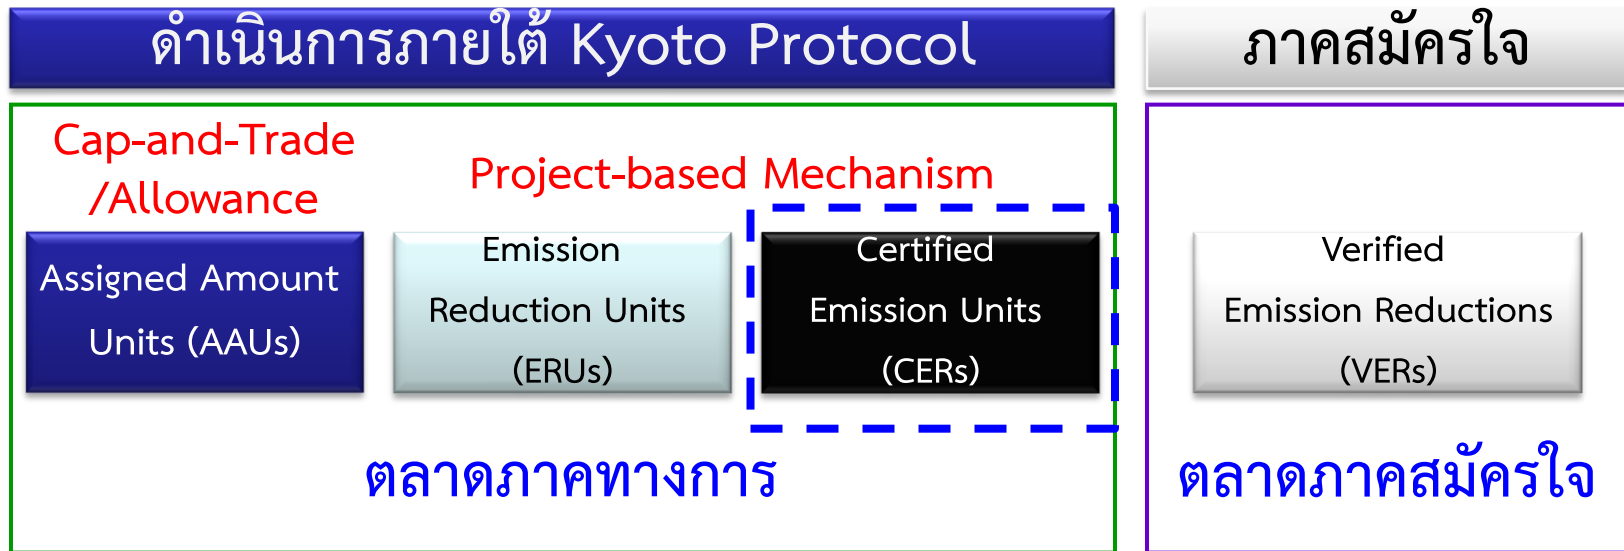 ดำเนินการภายใต้ Kyoto Protocol
ภาคสมัครใจ
Cap-and-Trade
/Allowance
Project-based Mechanism
Assigned Amount
Units (AAUs)
Emission
Reduction Units
(ERUs)
Certified
Emission Units
(CERs)
Verified
Emission Reductions
(VERs)
ตลาดภาคทางการ
ตลาดภาคสมัครใจ